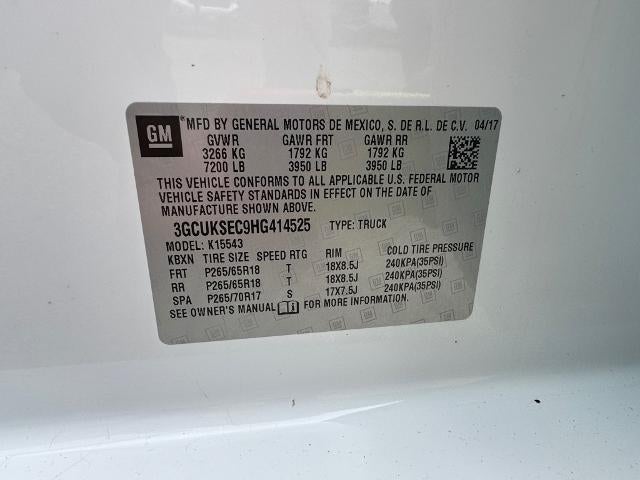 GM
MFD BY GENERAL MOTORS DE MEXICO, S. DE R.L. DE C.V. 04/17
GVWR GAWR FRT GAWR RR
3266 KG 1792 KG 1792 KG
7200 LB 3950 LB 3950 LB
THIS VEHICLE CONFORMS TO ALL APPLICABLE U.S. FEDERAL MOTOR
VEHICLE SAFETY STANDARDS IN EFFECT ON THE DATE OF
MANUFACTURE SHOWN ABOVE.
3GCUKSEC9HG414525 TYPE: TRUCK
MODEL: K15543
KBXN TIRE SIZE SPEED RTG RIM COLD TIRE PRESSURE
FRT P265/65R18 T 18X8.5J 240KPA(35PSI)
RR P265/65R18 T 18X8.5J 240KPA(35PSI)
SPA P265/70R17 S 17X7.5J 240KPA(35PSI)
SEE OWNER'S MANUAL FOR MORE INFORMATION.